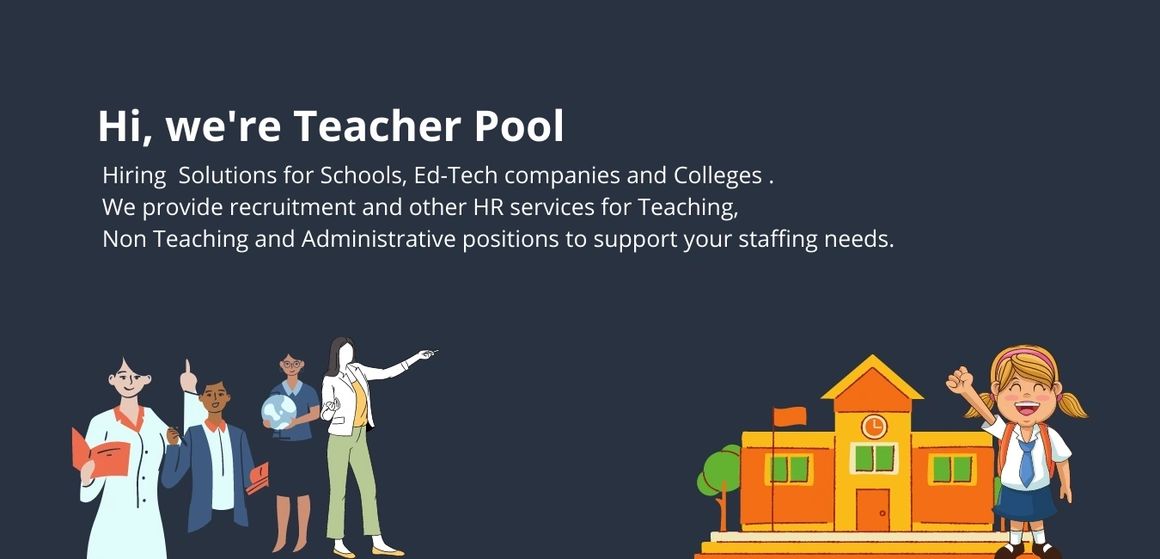 Hi, we're Teacher Pool
Hiring  Solutions for Schools, Ed-Tech companies and Colleges .
We provide recruitment and other HR services for Teaching,
Non Teaching and Administrative positions to support your staffing needs.